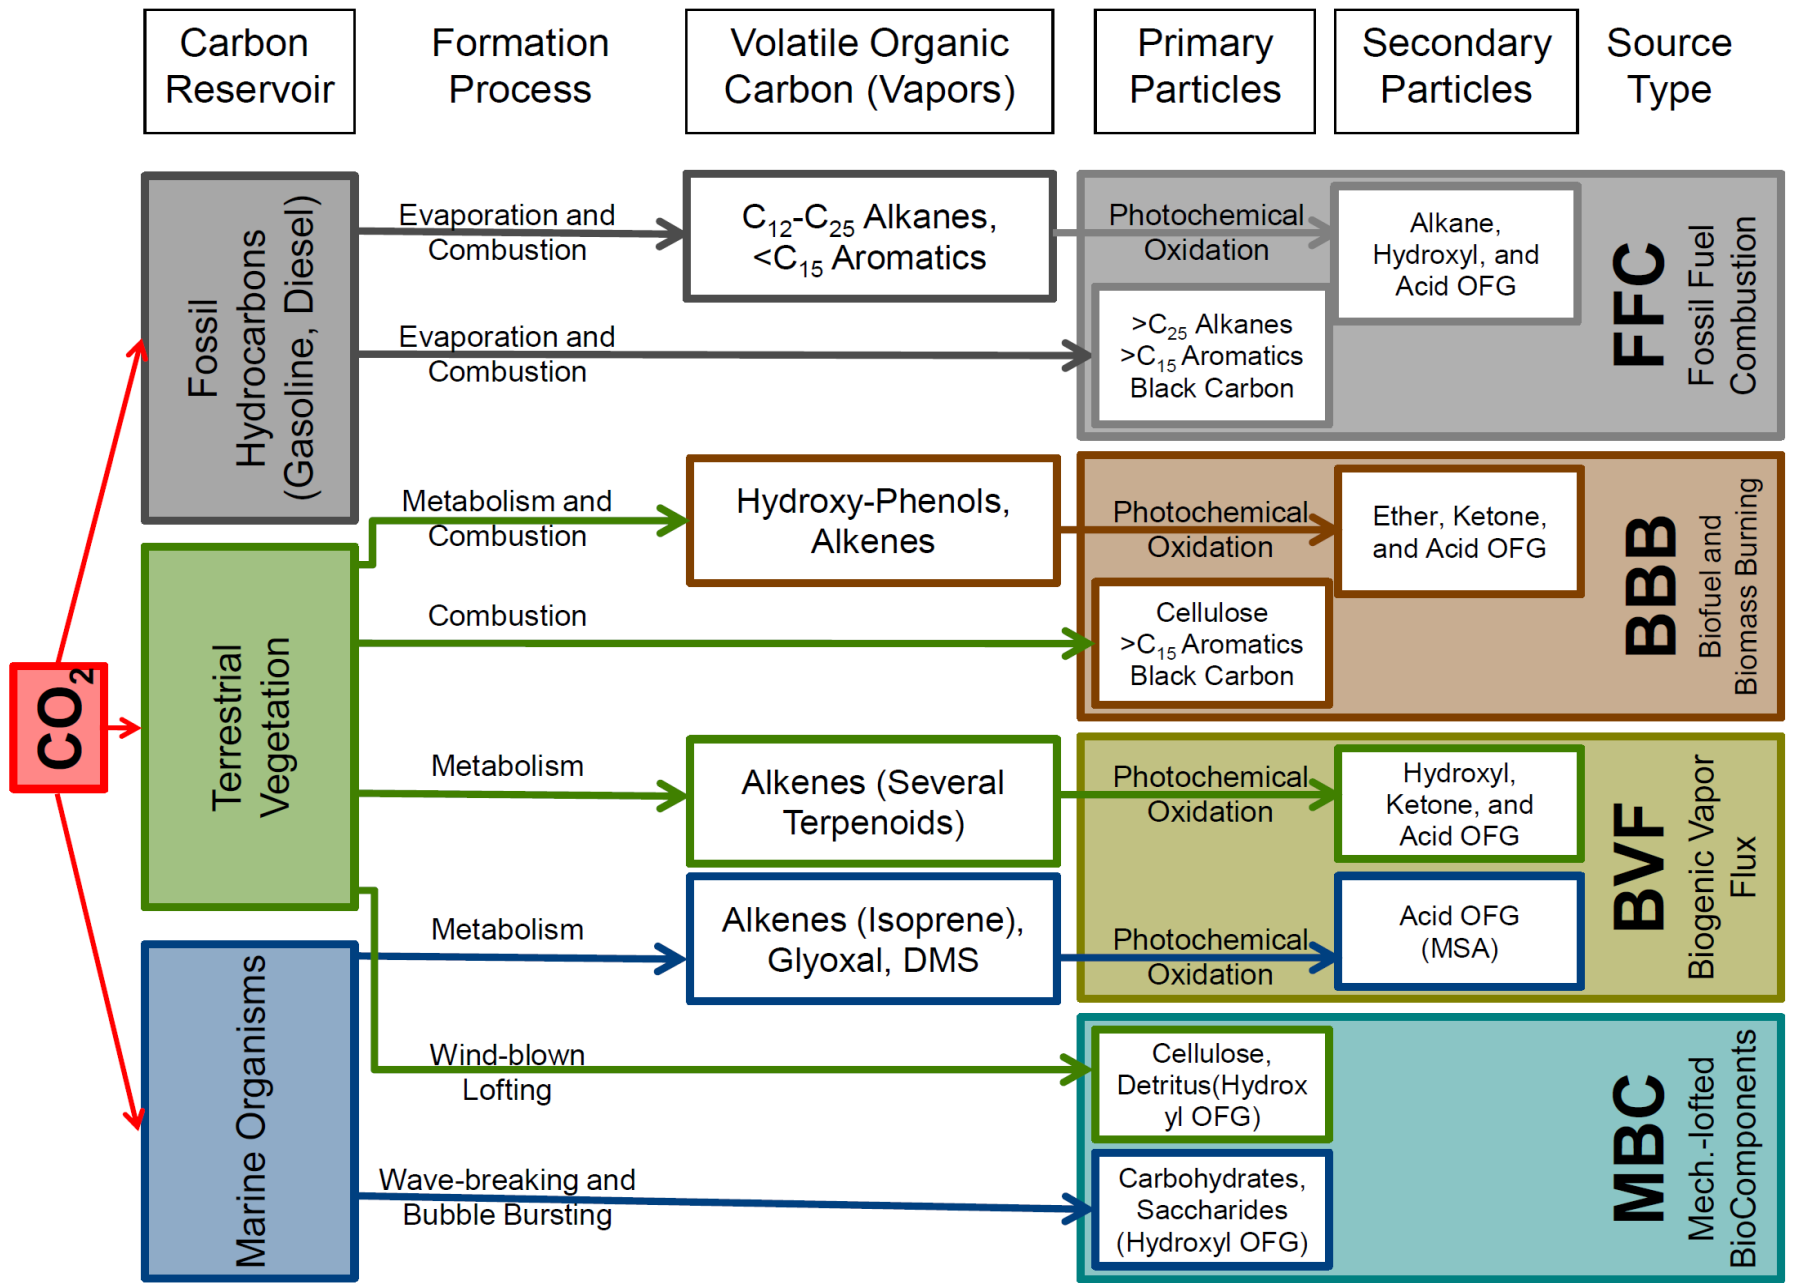 Carbon
Reservoir
Formation
Process
Volatile Organic
Carbon (Vapors)
Primary
Particles
Secondary
Particles
Source
Type
CO2
Fossil
Hydrocarbons
(Gasoline, Diesel)
Evaporation and
Combustion
C12-C25 Alkanes,
<C15 Aromatics
Photochemical
Oxidation
Alkane,
Hydroxyl, and
Acid OFG
Evaporation and
Combustion
>C25 Alkanes
>C15 Aromatics
Black Carbon
FFC
Fossil Fuel
Combustion
Terrestrial
Vegetation
Metabolism and
Combustion
Hydroxy-Phenols,
Alkenes
Photochemical
Oxidation
Ether, Ketone,
and Acid OFG
Combustion
Cellulose
>C15 Aromatics
Black Carbon
BBB
Biofuel and
Biomass Burning
Metabolism
Alkenes (Several
Terpenoids)
Photochemical
Oxidation
Hydroxyl,
Ketone, and
Acid OFG
Marine Organisms
Metabolism
Alkenes (Isoprene),
Glyoxal, DMS
Photochemical
Oxidation
Acid OFG
(MSA)
BVF
Biogenic Vapor
Flux
Wind-blown
Lofting
Cellulose,
Detritus(Hydrox
yl OFG)
Wave-breaking and
Bubble Bursting
Carbohydrates,
Saccharides
(Hydroxyl OFG)
MBC
Mech.-lofted
BioComponents